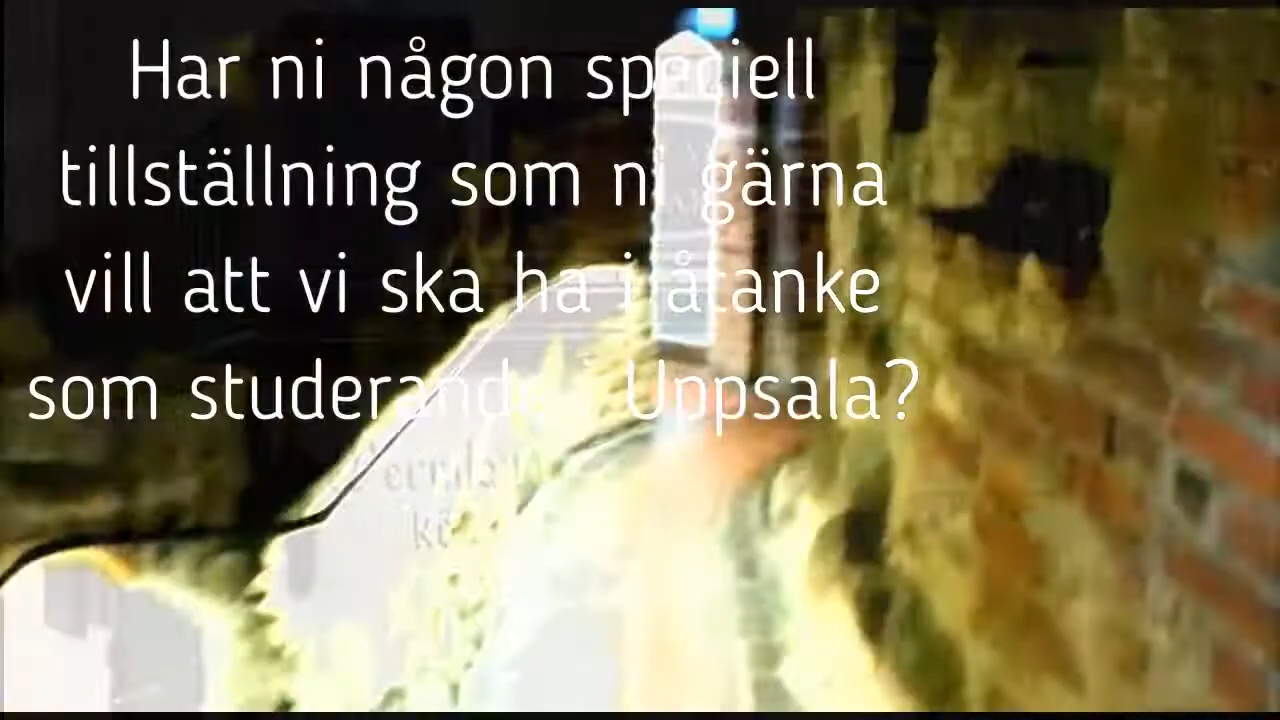 Har ni någon speciell
tillställning som ni gärna
vill att vi ska ha i åtanke
som studerande i Uppsala?